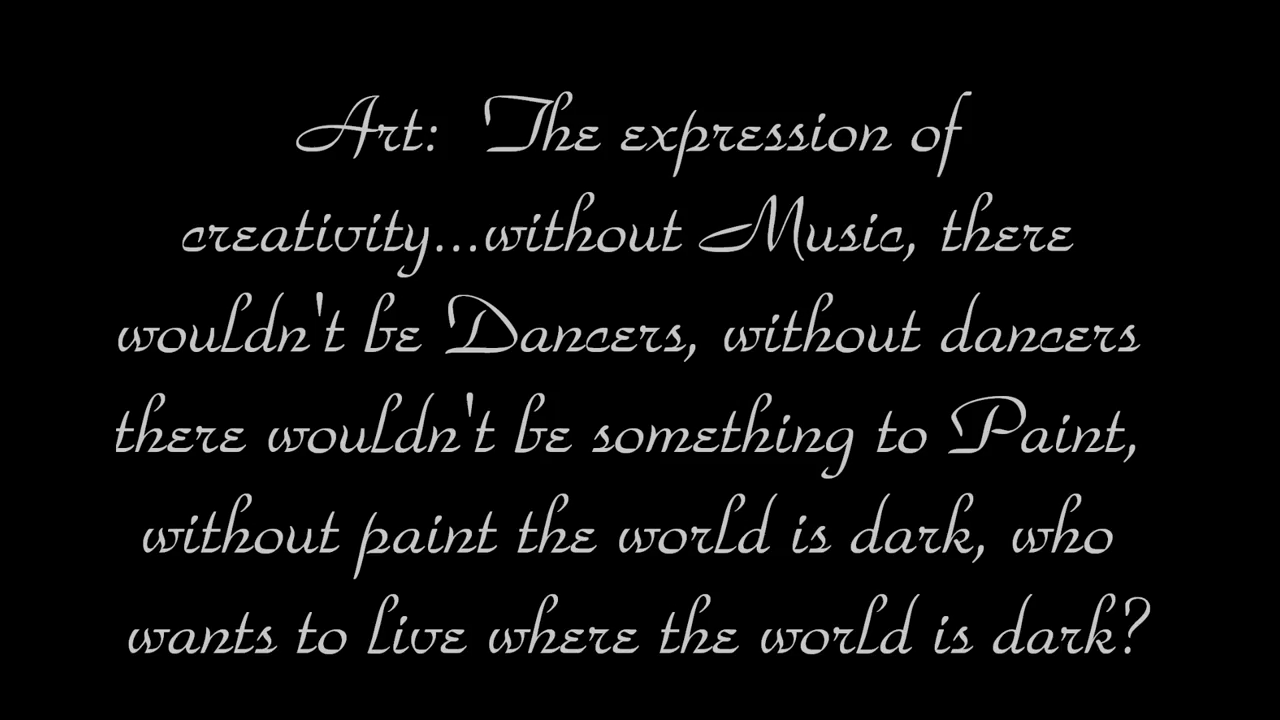 Art:  The expression of
creativity...without Music, there
wouldn't be Dancers, without dancers
there wouldn't be something to Paint,
without paint the world is dark, who
wants to live where the world is dark?